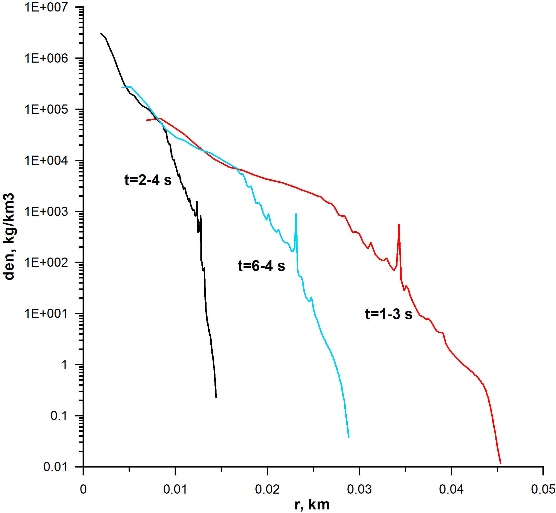 1E+007
1E+006
1E+005
1E+004
1E+003
1E+002
1E+001
1
0.1
0.01
den, kg/km3
t=2-4 s
t=6-4 s
t=1-3 s
0 0.01 0.02 0.03 0.04 0.05
r, km